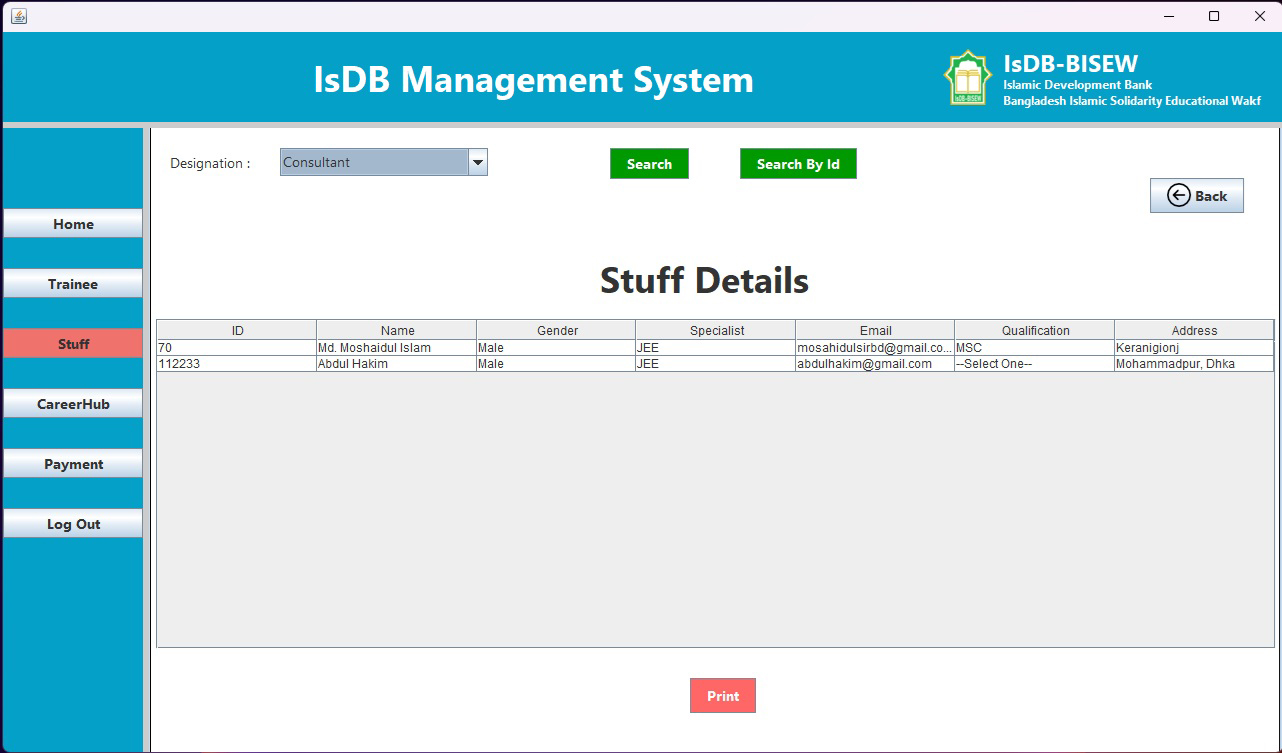 IsDB Management System
IsDB-BISEW
Islamic Development Bank
Bangladesh Islamic Solidarity Educational Wakf
IsDB-BISEW
Home
Trainee
Stuff
CareerHub
Payment
Log Out
Designation :
Consultant
Search
Search By Id
Back
Stuff Details
ID Name Gender Specialist Email Qualification Address
70 Md. Moshaidul Islam Male JEE mosahidulsirbd@gmail.co... MSC Keranigionj
112233 Abdul Hakim Male JEE abdulhakim@gmail.com --Select One-- Mohammadpur, Dhka
Print